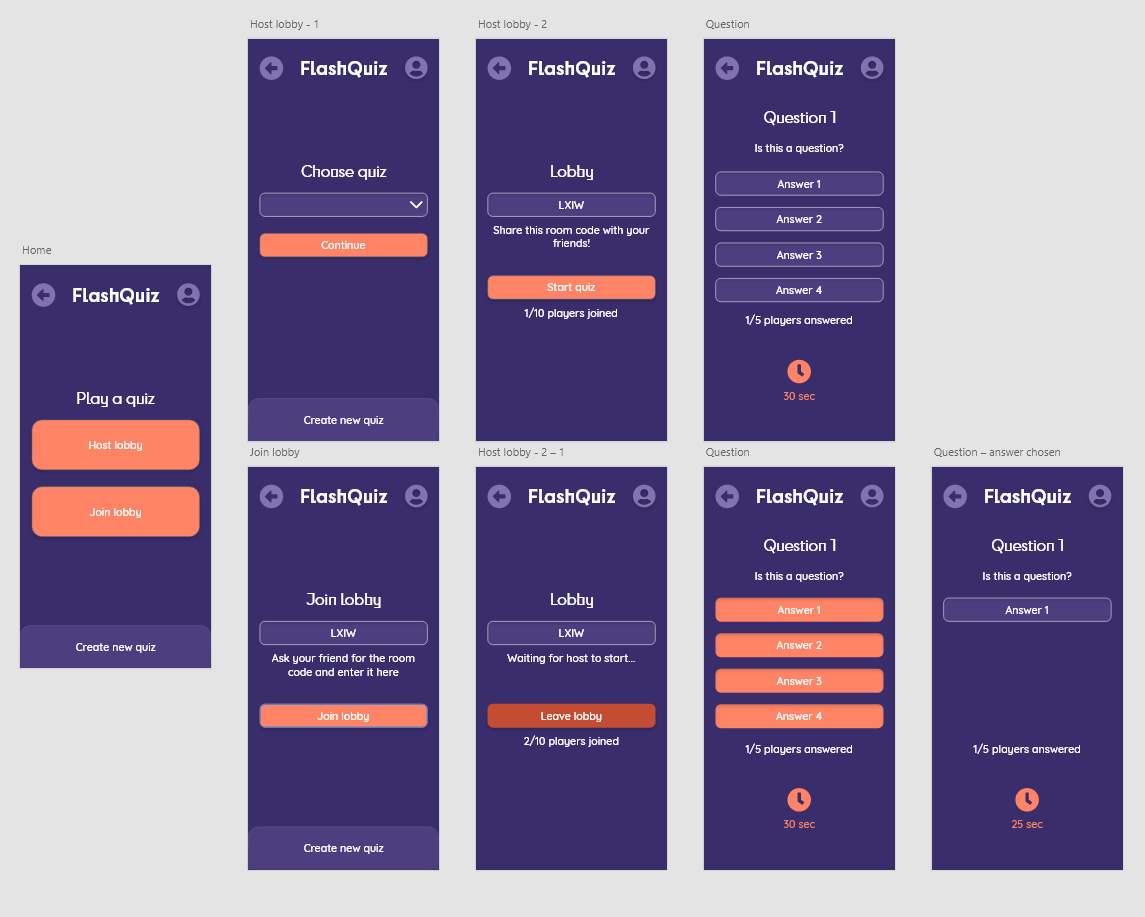 Host lobby - 1
FlashQuiz
Choose quiz
Continue
Create new quiz
Host lobby - 2
FlashQuiz
Lobby
LXIW
Share this room code with your
friends!
Start quiz
1/10 players joined
Question
FlashQuiz
Question 1
Is this a question?
Answer 1
Answer 2
Answer 3
Answer 4
1/5 players answered
30 sec
Home
FlashQuiz
Play a quiz
Host lobby
Join lobby
Create new quiz
Join lobby
FlashQuiz
Join lobby
LXIW
Ask your friend for the room
code and enter it here
Join lobby
Create new quiz
Host lobby - 2 – 1
FlashQuiz
Lobby
LXIW
Waiting for host to start...
Leave lobby
2/10 players joined
Question
FlashQuiz
Question 1
Is this a question?
Answer 1
Answer 2
Answer 3
Answer 4
1/5 players answered
30 sec
Question – answer chosen
FlashQuiz
Question 1
Is this a question?
Answer 1
1/5 players answered
25 sec